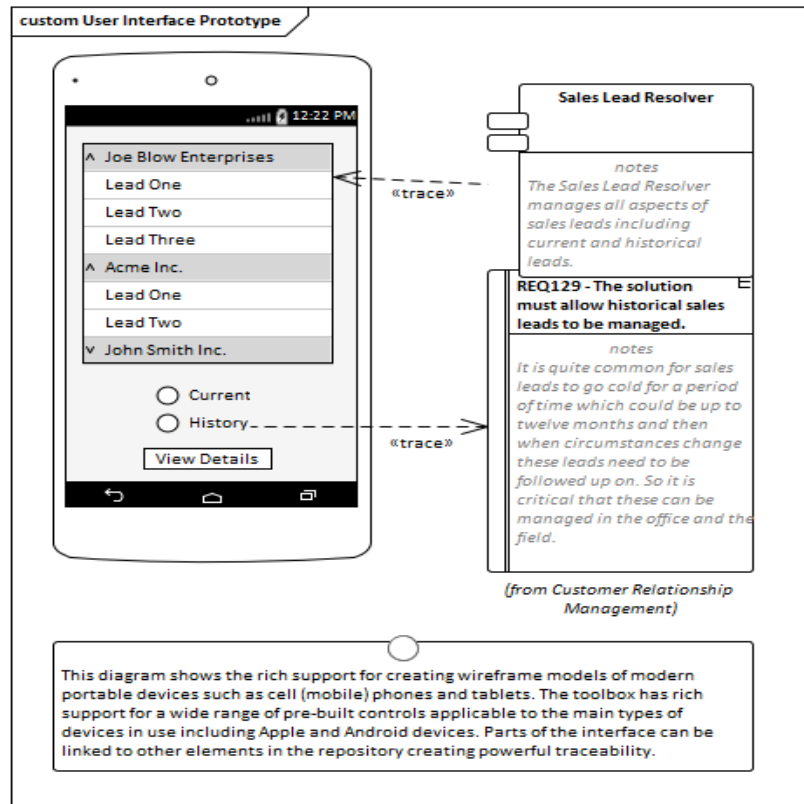 custom User Interface Prototype
12:22 PM
^ Joe Blow Enterprises
Lead One
Lead Two
Lead Three
^ Acme Inc.
Lead One
Lead Two
v John Smith Inc.
Current
History
View Details
«trace»
«trace»
Sales Lead Resolver
notes
The Sales Lead Resolver
manages all aspects of
sales leads including
current and historical
leads.
REQ129 - The solution
must allow historical sales
leads to be managed.
E
notes
It is quite common for sales
leads to go cold for a period
of time which could be up to
twelve months and then
when circumstances change
these leads need to be
followed up on. So it is
critical that these can be
managed in the office and the
field.
(from Customer Relationship
Management)
This diagram shows the rich support for creating wireframe models of modern
portable devices such as cell (mobile) phones and tablets. The toolbox has rich
support for a wide range of pre-built controls applicable to the main types of
devices in use including Apple and Android devices. Parts of the interface can be
linked to other elements in the repository creating powerful traceability.